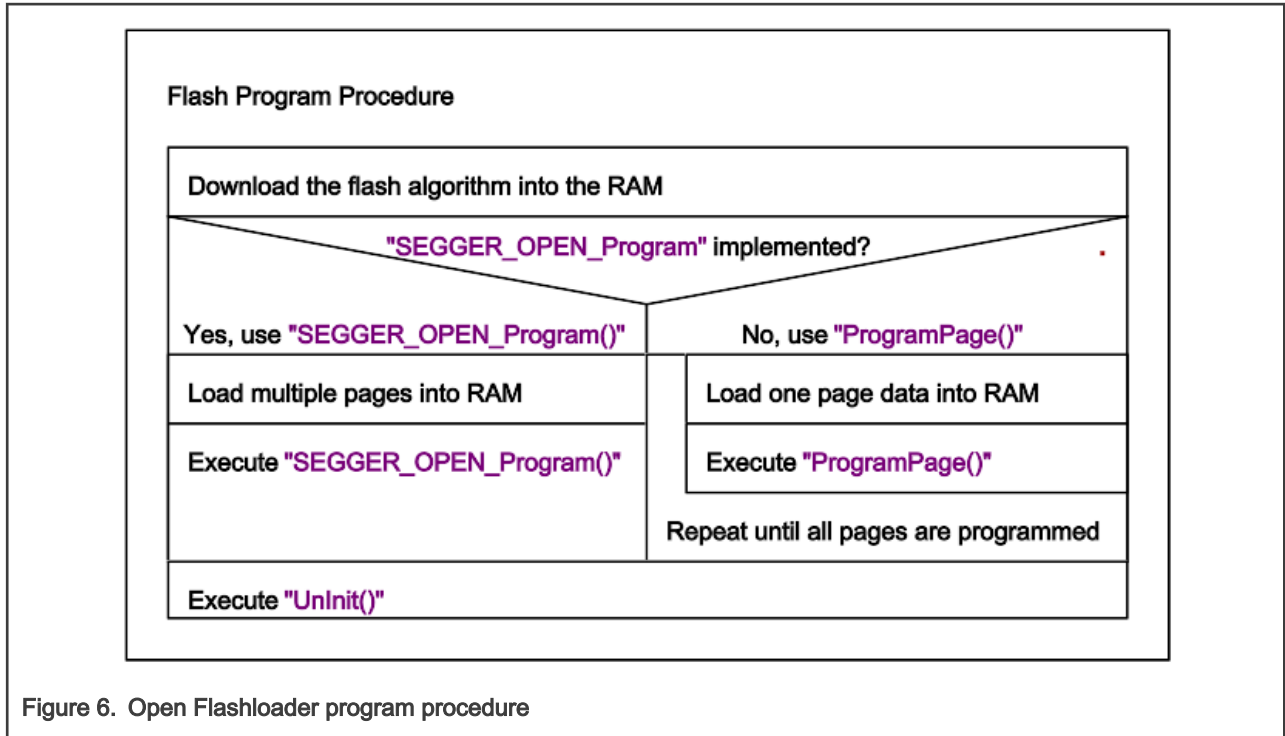 Flash Program Procedure
Download the flash algorithm into the RAM
"SEGGER_OPEN_Program" implemented?
Yes, use "SEGGER_OPEN_Program()"
No, use "ProgramPage()"
Load multiple pages into RAM
Load one page data into RAM
Execute "SEGGER_OPEN_Program()"
Execute "ProgramPage()"
Repeat until all pages are programmed
Execute "UnInit()"
Figure 6. Open Flashloader program procedure